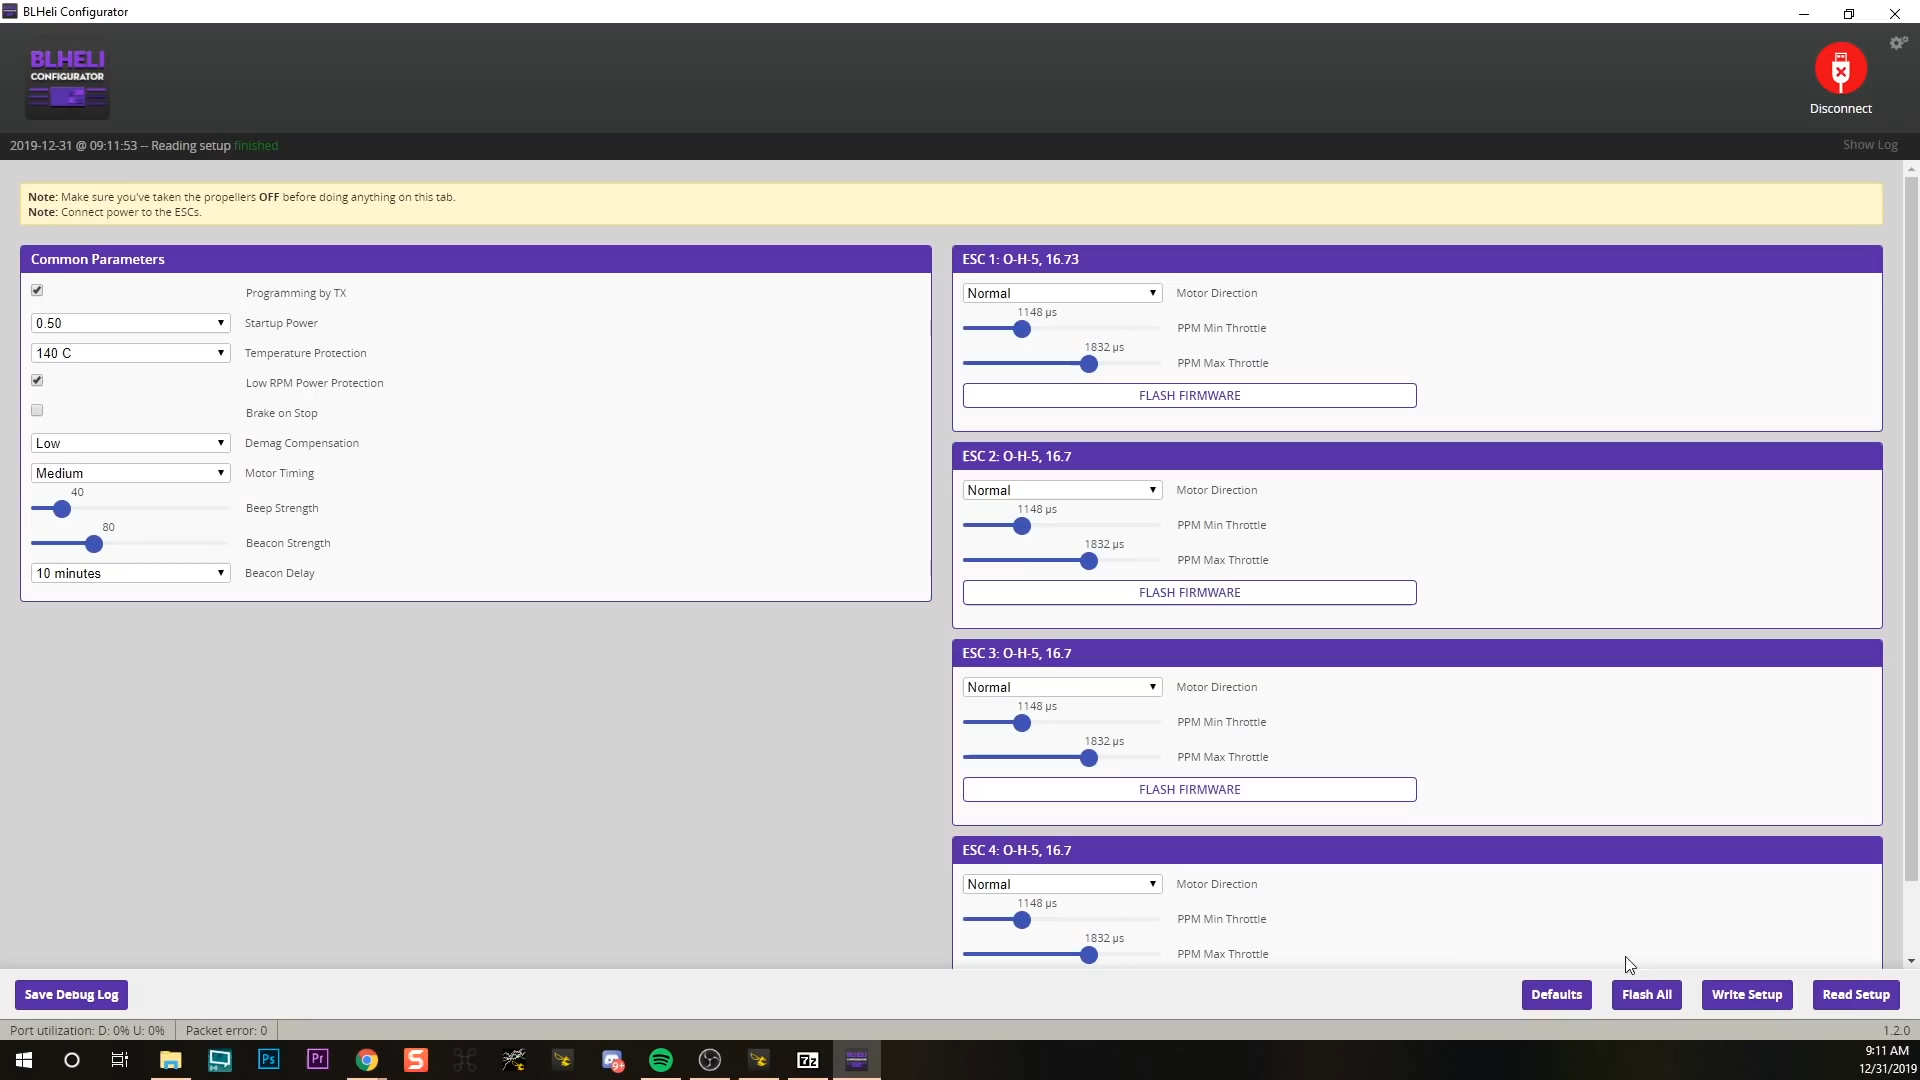 BLHeli Configurator
BLHELI
CONFIGURATOR
Disconnect
2019-12-31 @ 09:11:53 -- Reading setup finished
Show Log
Note: Make sure you've taken the propellers OFF before doing anything on this tab.
Note: Connect power to the ESCs.
Common Parameters
Programming by TX
0.50 Startup Power
140 C Temperature Protection
Low RPM Power Protection
Brake on Stop
Low Demag Compensation
Medium Motor Timing
40
Beep Strength
80
Beacon Strength
10 minutes Beacon Delay
ESC 1: O-H-5, 16.73
Normal Motor Direction
1148 µs
PPM Min Throttle
1832 µs
PPM Max Throttle
FLASH FIRMWARE
ESC 2: O-H-5, 16.7
Normal Motor Direction
1148 µs
PPM Min Throttle
1832 µs
PPM Max Throttle
FLASH FIRMWARE
ESC 3: O-H-5, 16.7
Normal Motor Direction
1148 µs
PPM Min Throttle
1832 µs
PPM Max Throttle
FLASH FIRMWARE
ESC 4: O-H-5, 16.7
Normal Motor Direction
1148 µs
PPM Min Throttle
1832 µs
PPM Max Throttle
Save Debug Log Defaults Flash All Write Setup Read Setup
Port utilization: D: 0% U: 0% Packet error: 0 1.2.0
Ps Pr S 9+ 7z BLHELI
9:11 AM
12/31/2019